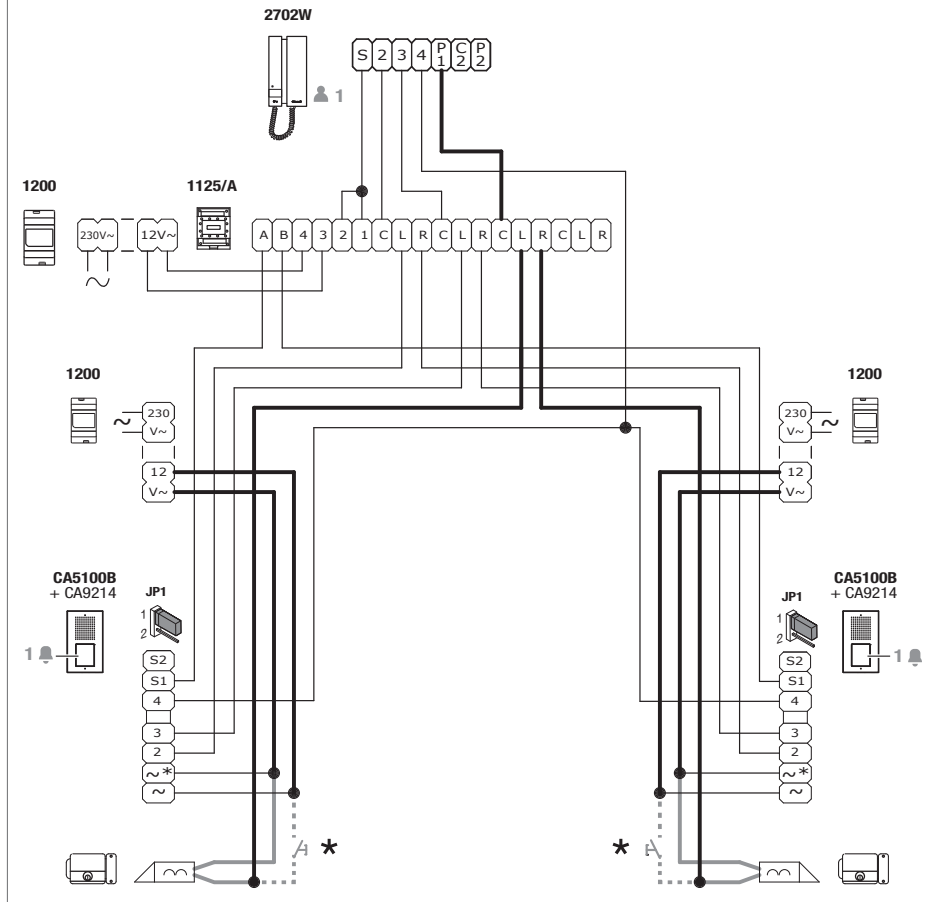 2702W
S 2 3 4 P1 C2 P2
1
1200
1125/A
230V~ 12V~
A B 4 3 2 1 C L R C L R C L R C L R
~
1200
1200
230
V~
~
~
230
V~
12
V~
12
V~
CA5100B
+ CA9214
JP1
1
2
1
S2
S1
4
3
2
~*
~
*
CA5100B
+ CA9214
JP1
1
2
1
S2
S1
4
3
2
~*
~
*